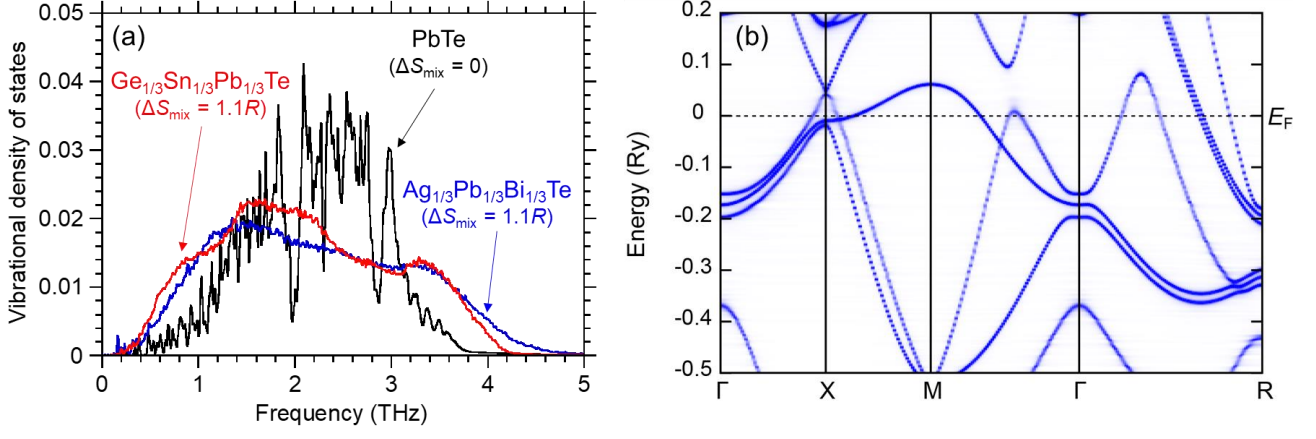 (a)
0.05
0.04
0.03
0.02
0.01
0
Vibrational density of states
PbTe
(ΔSmix = 0)
Ge1/3Sn1/3Pb1/3Te
(ΔSmix = 1.1R)
Ag1/3Pb1/3Bi1/3Te
(ΔSmix = 1.1R)
0 1 2 3 4 5
Frequency (THz)
(b)
0.2
0.1
0
-0.1
-0.2
-0.3
-0.4
-0.5
Energy (Ry)
EF
Γ X M Γ R